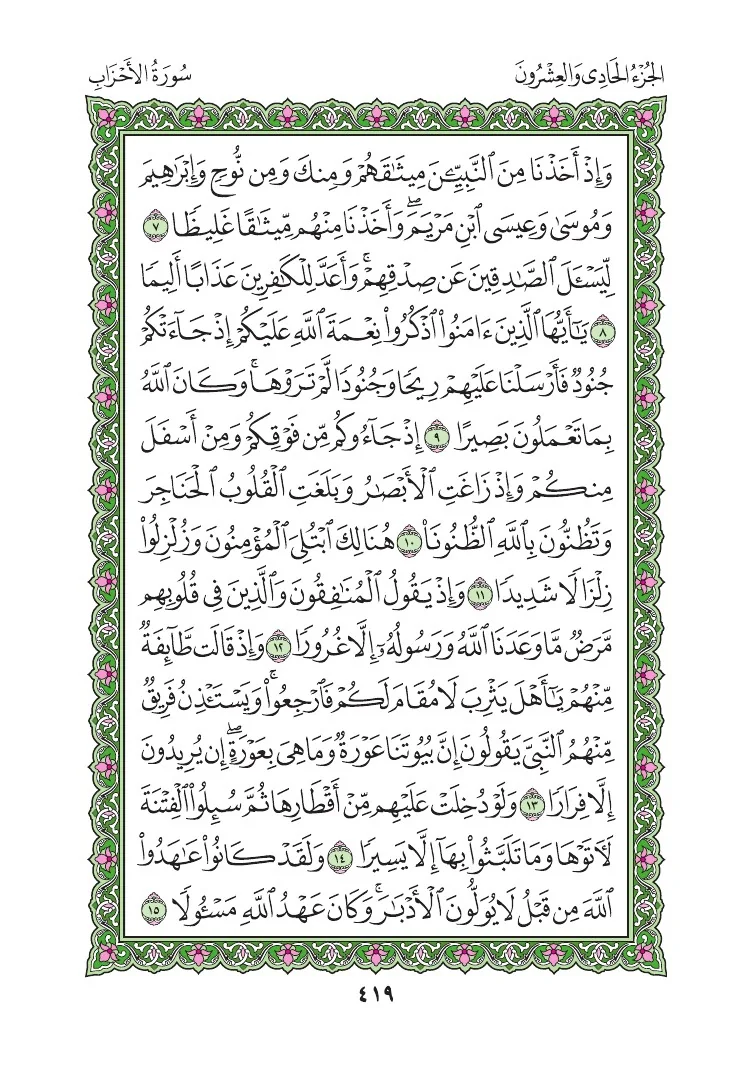 الجُزْءُ الحَادِى وَالعِشْرُونَ
سُورَةُ الأَحْزَابِ
وَإِذْ أَخَذْنَا مِنَ ٱلنَّبِيِّـۧنَ مِيثَٰقَهُمْ وَمِنكَ وَمِن نُّوحٍ وَإِبْرَٰهِيمَ
وَمُوسَىٰ وَعِيسَى ٱبْنِ مَرْيَمَۖ وَأَخَذْنَا مِنْهُم مِّيثَٰقًا غَلِيظًا ٧
لِّيَسْـَٔلَ ٱلصَّٰدِقِينَ عَن صِدْقِهِمْۚ وَأَعَدَّ لِلْكَٰفِرِينَ عَذَابًا أَلِيمًا
٨ يَٰٓأَيُّهَا ٱلَّذِينَ ءَامَنُوا۟ ٱذْكُرُوا۟ نِعْمَةَ ٱللَّهِ عَلَيْكُمْ إِذْ جَآءَتْكُمْ
جُنُودٌ فَأَرْسَلْنَا عَلَيْهِمْ رِيحًا وَجُنُودًا لَّمْ تَرَوْهَاۚ وَكَانَ ٱللَّهُ
بِمَا تَعْمَلُونَ بَصِيرًا ٩ إِذْ جَآءُوكُم مِّن فَوْقِكُمْ وَمِنْ أَسْفَلَ
مِنكُمْ وَإِذْ زَاغَتِ ٱلْأَبْصَٰرُ وَبَلَغَتِ ٱلْقُلُوبُ ٱلْحَنَاجِرَ
وَتَظُنُّونَ بِٱللَّهِ ٱلظُّنُونَا۠ ١٠ هُنَالِكَ ٱبْتُلِىَ ٱلْمُؤْمِنُونَ وَزُلْزِلُوا۟
زِلْزَالًا شَدِيدًا ١١ وَإِذْ يَقُولُ ٱلْمُنَٰفِقُونَ وَٱلَّذِينَ فِى قُلُوبِهِم
مَّرَضٌ مَّا وَعَدَنَا ٱللَّهُ وَرَسُولُهُۥٓ إِلَّا غُرُورًا ١٢ وَإِذْ قَالَت طَّآئِفَةٌ
مِّنْهُمْ يَٰٓأَهْلَ يَثْرِبَ لَا مُقَامَ لَكُمْ فَٱرْجِعُوا۟ۚ وَيَسْتَـْٔذِنُ فَرِيقٌ
مِّنْهُمُ ٱلنَّبِىَّ يَقُولُونَ إِنَّ بُيُوتَنَا عَوْرَةٌ وَمَا هِىَ بِعَوْرَةٍۖ إِن يُرِيدُونَ
إِلَّا فِرَارًا ١٣ وَلَوْ دُخِلَتْ عَلَيْهِم مِّنْ أَقْطَارِهَا ثُمَّ سُئِلُوا۟ ٱلْفِتْنَةَ
لَـَٔاتَوْهَا وَمَا تَلَبَّثُوا۟ بِهَآ إِلَّا يَسِيرًا ١٤ وَلَقَدْ كَانُوا۟ عَٰهَدُوا۟
ٱللَّهَ مِن قَبْلُ لَا يُوَلُّونَ ٱلْأَدْبَٰرَۚ وَكَانَ عَهْدُ ٱللَّهِ مَسْـُٔولًا ١٥
٤١٩